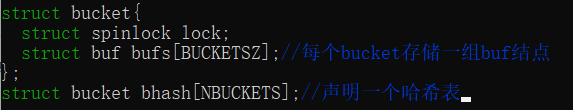 struct bucket{
  struct spinlock lock;
  struct buf bufs[BUCKETSZ];//每个bucket存储一组buf结点
};
struct bucket bhash[NBUCKETS];//声明一个哈希表